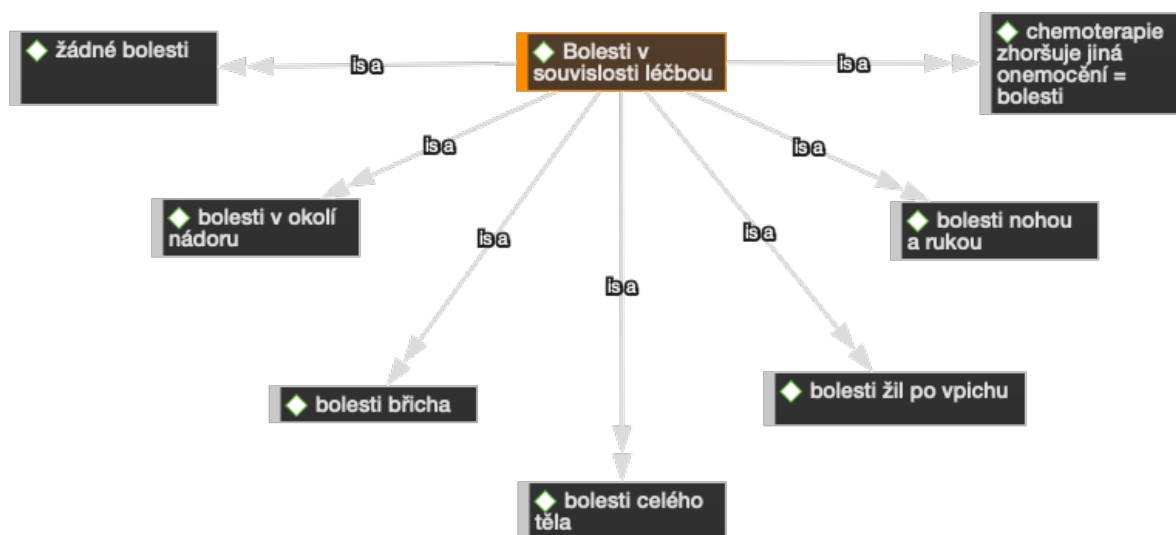 žádné bolesti
Bolesti v
souvislosti léčbou
chemoterapie
zhoršuje jiná
onemocění =
bolesti
is a
is a
is a
is a
bolesti v okolí
nádoru
bolesti nohou
a rukou
is a
is a
is a
bolesti břicha
bolesti žil po vpichu
bolesti celého
těla